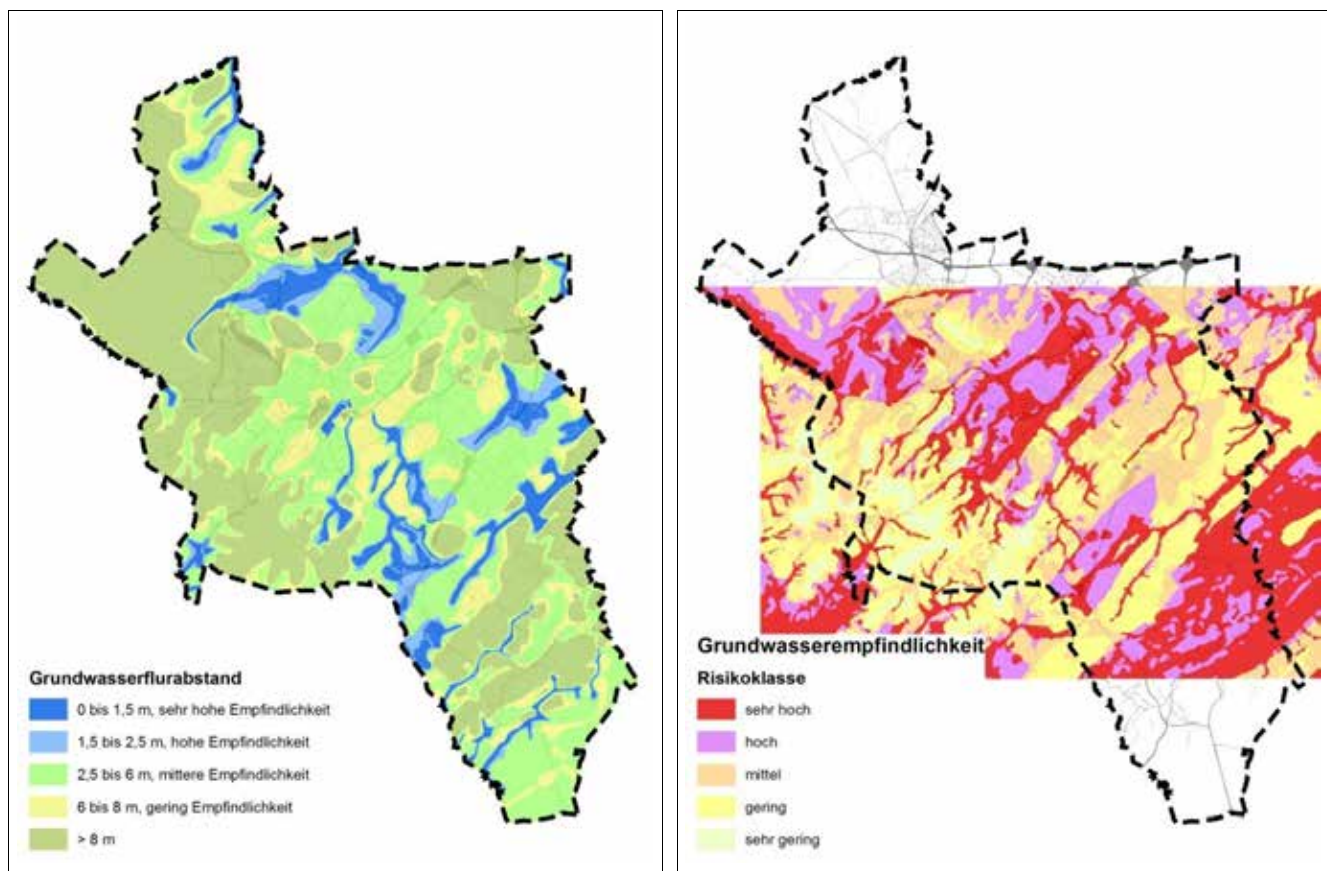 Grundwasserflurabstand
0 bis 1,5 m, sehr hohe Empfindlichkeit
1,5 bis 2,5 m, hohe Empfindlichkeit
2,5 bis 6 m, mittere Empfindlichkeit
6 bis 8 m, gering Empfindlichkeit
> 8 m
Grundwasserempfindlichkeit
Risikoklasse
sehr hoch
hoch
mittel
gering
sehr gering